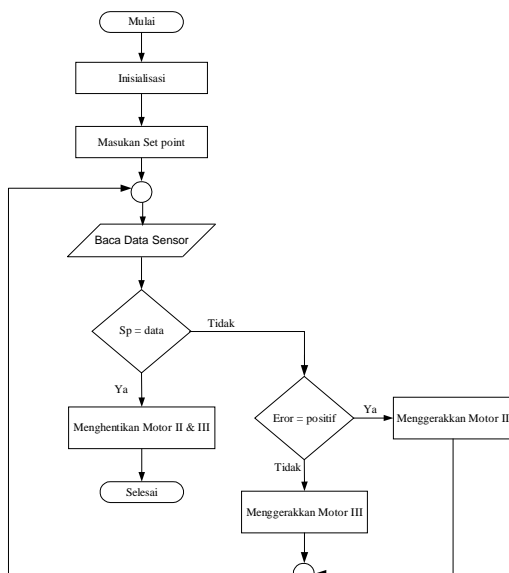 Mulai
Inisialisasi
Masukan Set point
Baca Data Sensor
Sp = data
Tidak
Ya
Eror = positif
Ya
Menggerakkan Motor II
Menghentikan Motor II & III
Tidak
Selesai
Menggerakkan Motor III